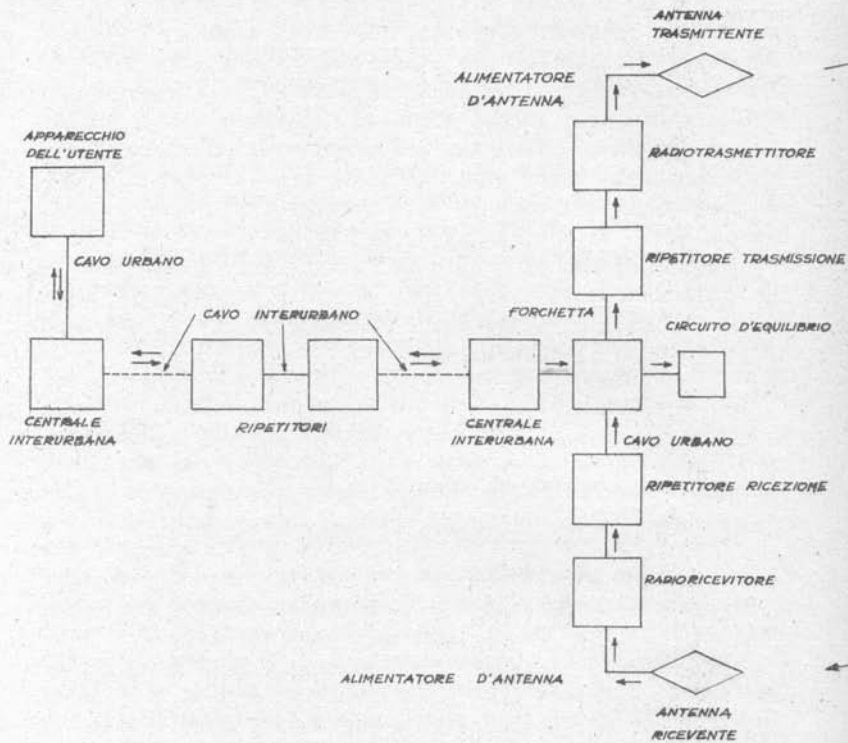 ANTENNA
TRASMITTENTE
ALIMENTATORE
D'ANTENNA
APPARECCHIO
DELL'UTENTE
RADIOTRASMETTITORE
CAVO URBANO
RIPETITORE TRASMISSIONE
CAVO INTERURBANO
FORCHETTA
CIRCUITO D'EQUILIBRIO
CENTRALE
INTERURBANA
RIPETITORI
CENTRALE
INTERURBANA
CAVO URBANO
RIPETITORE RICEZIONE
RADIORICEVITORE
ALIMENTATORE D'ANTENNA
ANTENNA
RICEVENTE